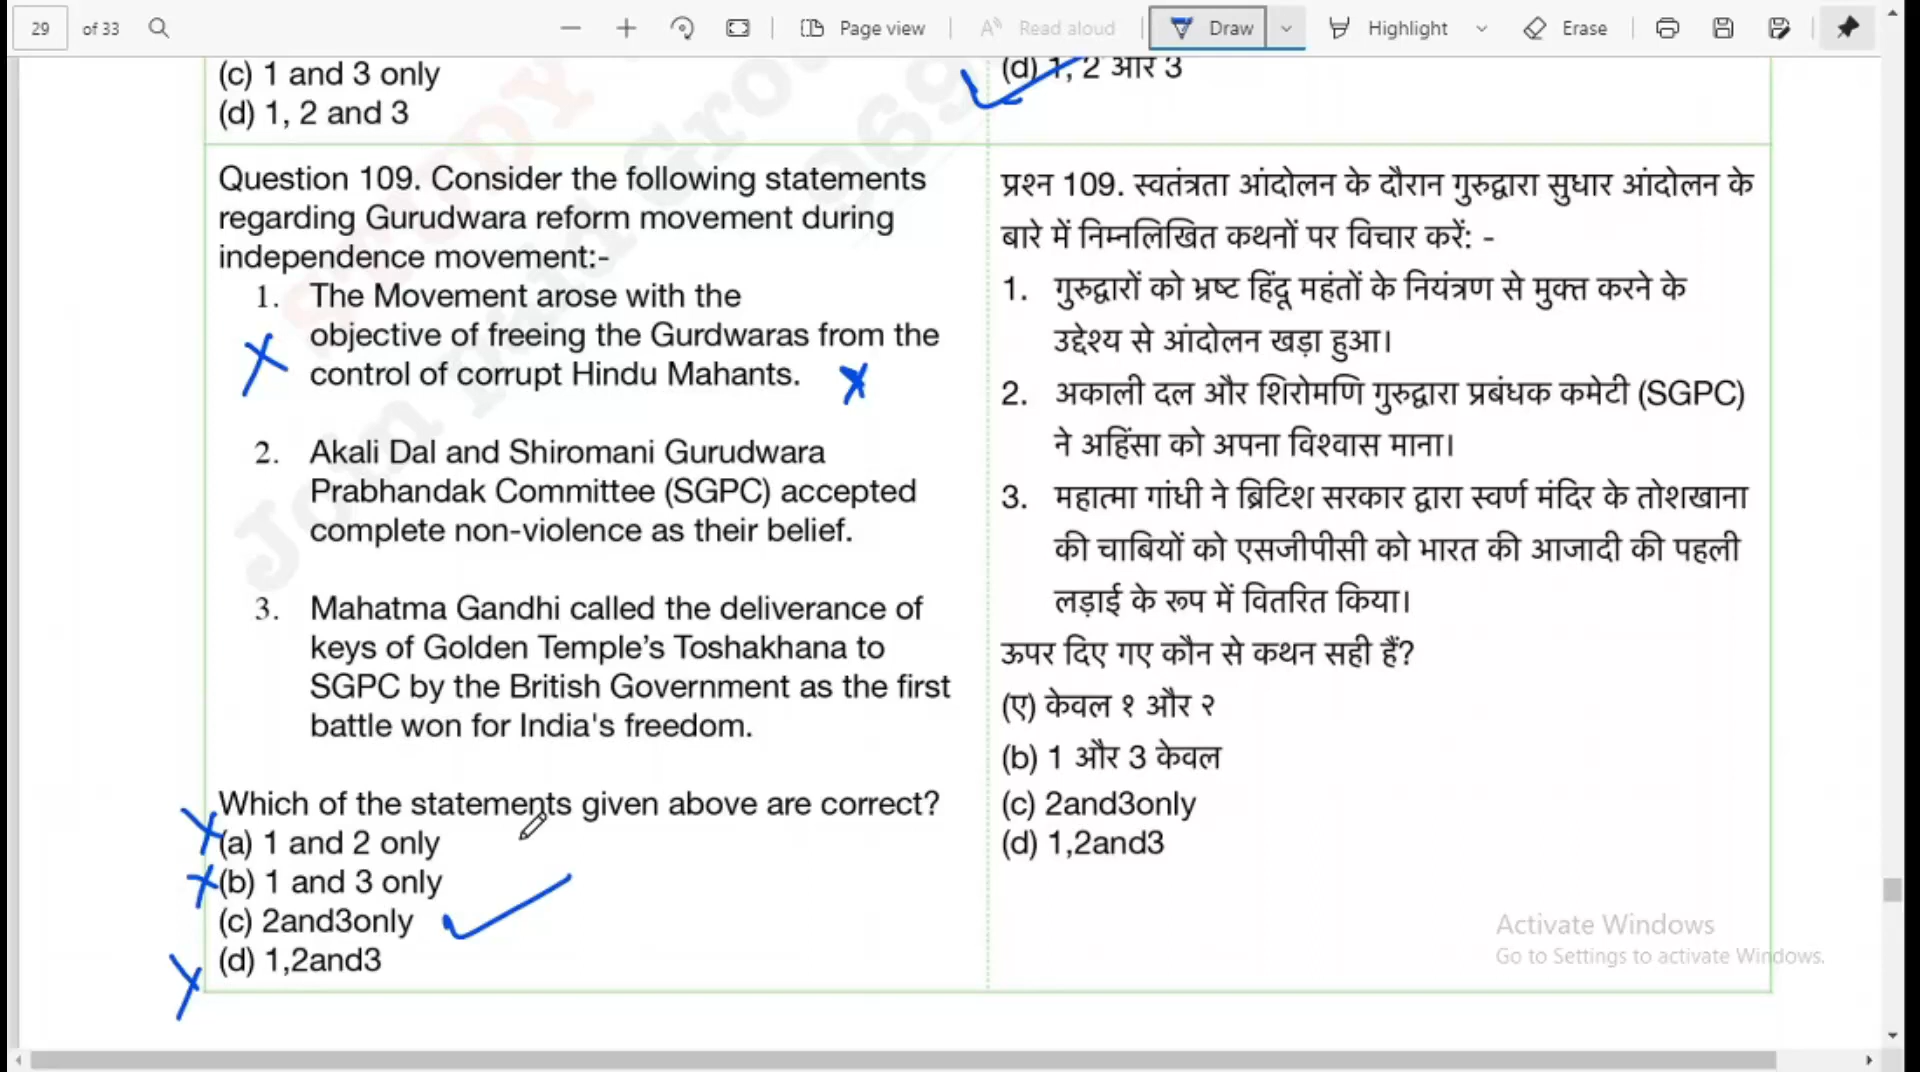 29 of 33 Page view Read aloud Draw Highlight Erase
(c) 1 and 3 only
(d) 1, 2 and 3
(d) 1, 2 और 3
Question 109. Consider the following statements
regarding Gurudwara reform movement during
independence movement:-
1. The Movement arose with the
objective of freeing the Gurdwaras from the
control of corrupt Hindu Mahants.
2. Akali Dal and Shiromani Gurudwara
Prabhandak Committee (SGPC) accepted
complete non-violence as their belief.
3. Mahatma Gandhi called the deliverance of
keys of Golden Temple’s Toshakhana to
SGPC by the British Government as the first
battle won for India's freedom.
Which of the statements given above are correct?
(a) 1 and 2 only
(b) 1 and 3 only
(c) 2and3only
(d) 1,2and3
प्रश्न 109. स्वतंत्रता आंदोलन के दौरान गुरुद्वारा सुधार आंदोलन के
बारे में निम्नलिखित कथनों पर विचार करें: -
1. गुरुद्वारों को भ्रष्ट हिंदू महंतों के नियंत्रण से मुक्त करने के
उद्देश्य से आंदोलन खड़ा हुआ।
2. अकाली दल और शिरोमणि गुरुद्वारा प्रबंधक कमेटी (SGPC)
ने अहिंसा को अपना विश्वास माना।
3. महात्मा गांधी ने ब्रिटिश सरकार द्वारा स्वर्ण मंदिर के तोशखाना
की चाबियों को एसजीपीसी को भारत की आजादी की पहली
लड़ाई के रूप में वितरित किया।
ऊपर दिए गए कौन से कथन सही हैं?
(ए) केवल १ और २
(b) 1 और 3 केवल
(c) 2and3only
(d) 1,2and3
Activate Windows
Go to Settings to activate Windows.